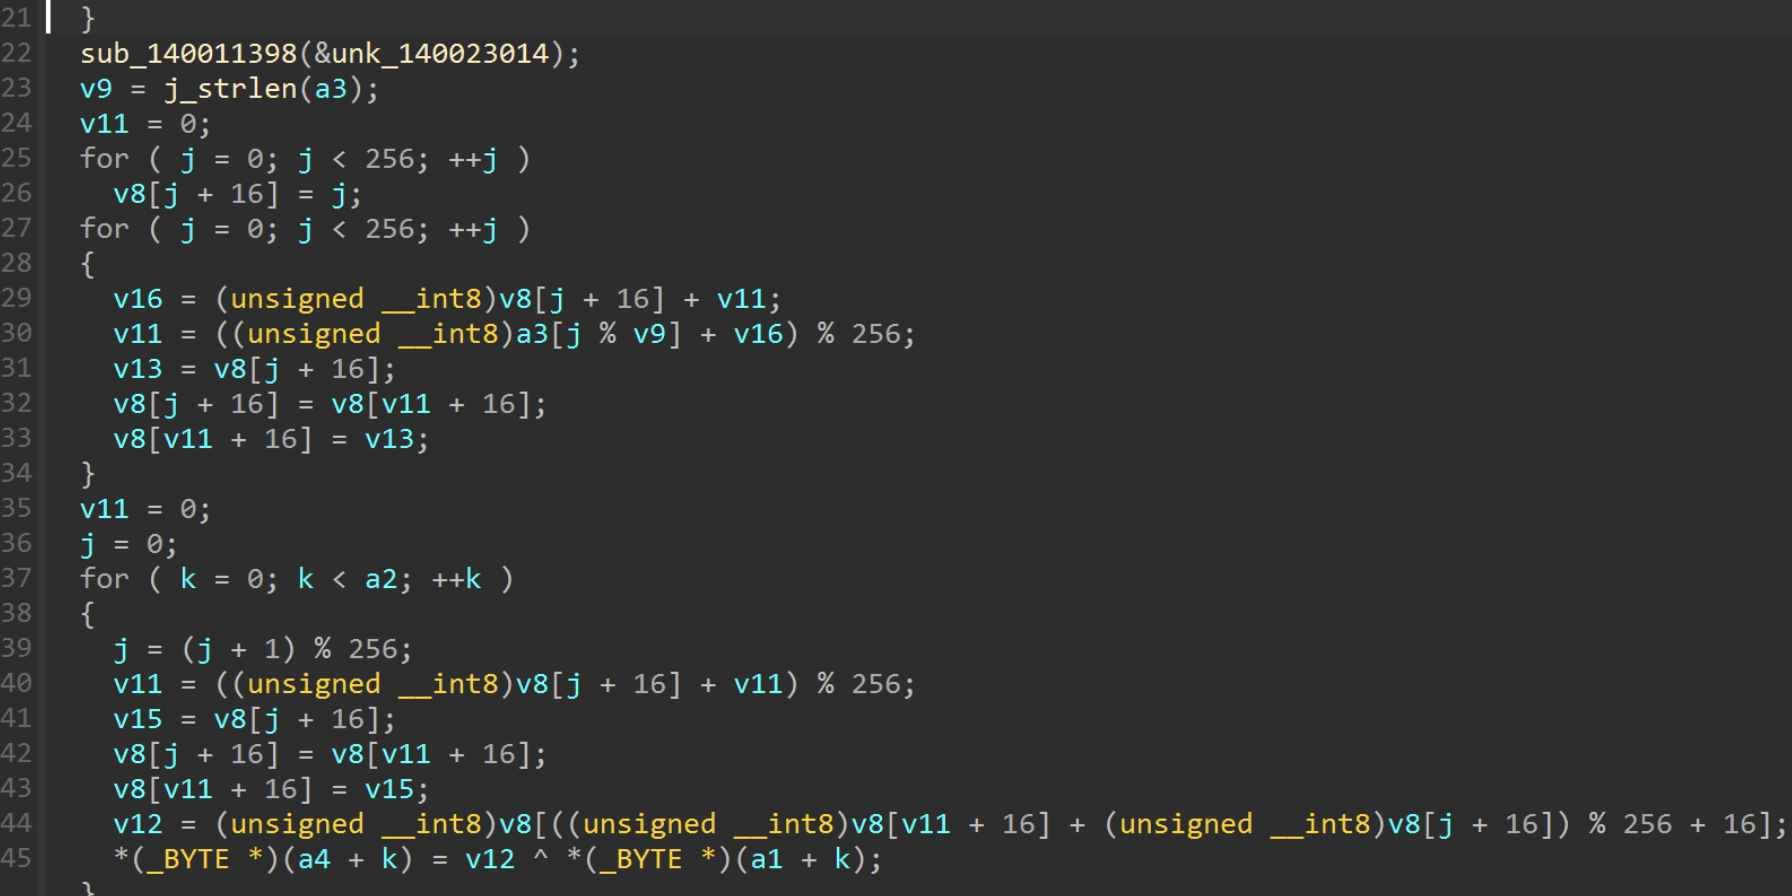 21 }
22 sub_140011398(&unk_140023014);
23 v9 = j_strlen(a3);
24 v11 = 0;
25 for ( j = 0; j < 256; ++j )
26 v8[j + 16] = j;
27 for ( j = 0; j < 256; ++j )
28 {
29 v16 = (unsigned __int8)v8[j + 16] + v11;
30 v11 = ((unsigned __int8)a3[j % v9] + v16) % 256;
31 v13 = v8[j + 16];
32 v8[j + 16] = v8[v11 + 16];
33 v8[v11 + 16] = v13;
34 }
35 v11 = 0;
36 j = 0;
37 for ( k = 0; k < a2; ++k )
38 {
39 j = (j + 1) % 256;
40 v11 = ((unsigned __int8)v8[j + 16] + v11) % 256;
41 v15 = v8[j + 16];
42 v8[j + 16] = v8[v11 + 16];
43 v8[v11 + 16] = v15;
44 v12 = (unsigned __int8)v8[((unsigned __int8)v8[v11 + 16] + (unsigned __int8)v8[j + 16]) % 256 + 16];
45 *(_BYTE *)(a4 + k) = v12 ^ *(_BYTE *)(a1 + k);
}